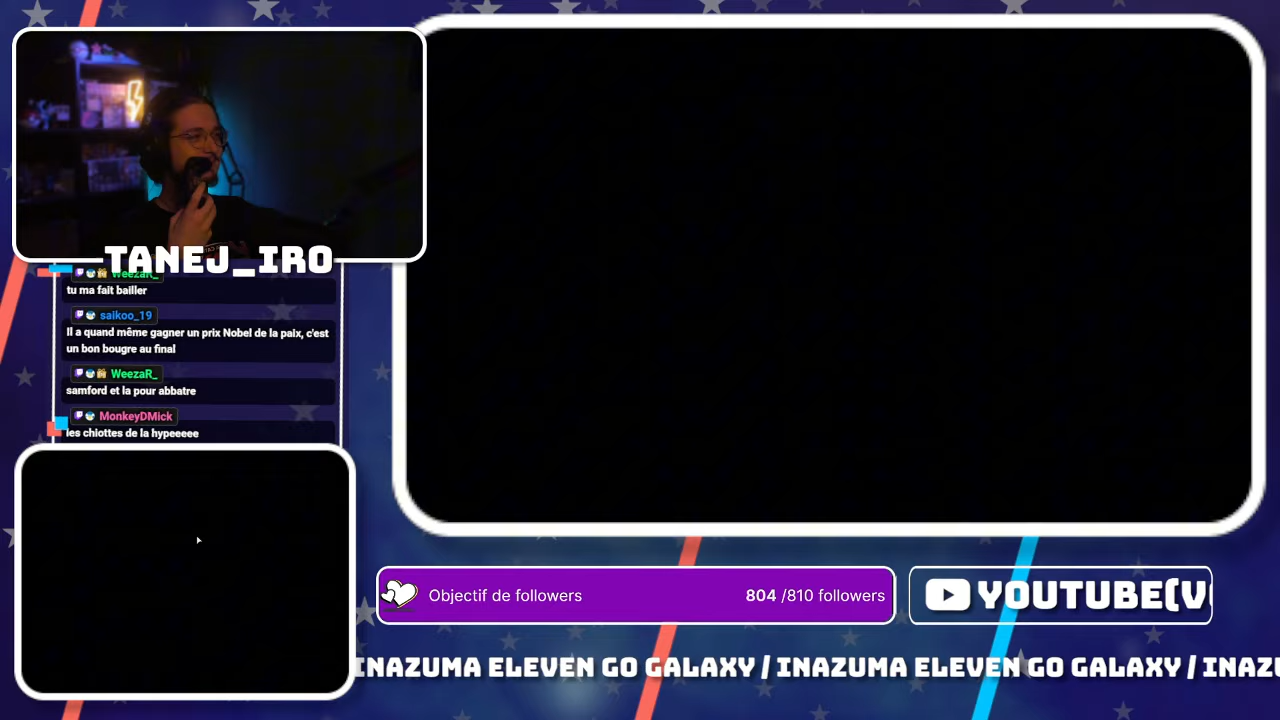 TANEJ_IRO
WeezaR_
tu ma fait bailler
saikoo_19
Il a quand même gagner un prix Nobel de la paix, c'est
un bon bougre au final
WeezaR_
samford et la pour abbatre
MonkeyDMick
les chiottes de la hypeeeee
Objectif de followers
804 /810 followers
YOUTUBE(V
INAZUMA ELEVEN GO GALAXY / INAZUMA ELEVEN GO GALAXY / INAZU